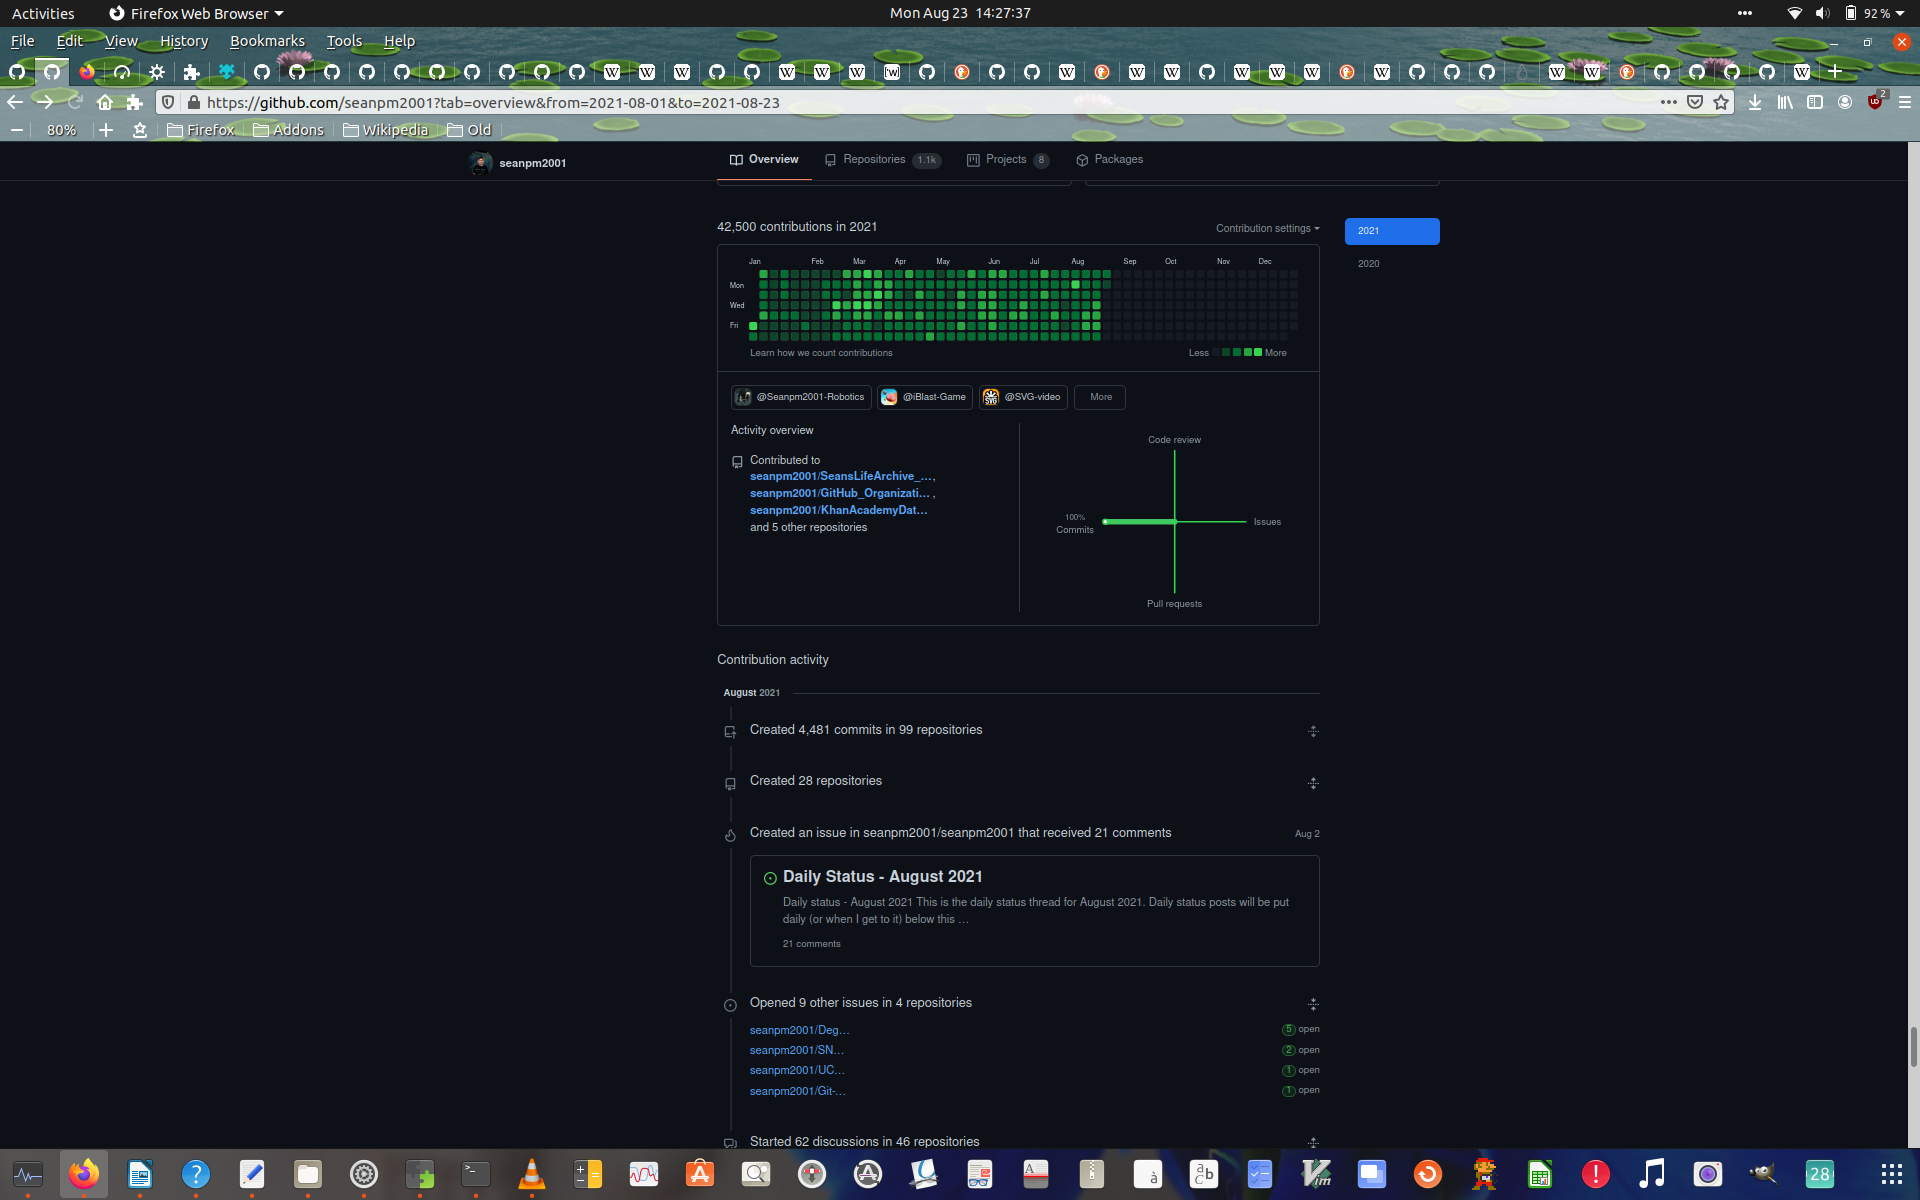 Activities
Firefox Web Browser
Mon Aug 23 14:27:37
92 %
File Edit View History Bookmarks Tools Help
https://github.com/seanpm2001?tab=overview&from=2021-08-01&to=2021-08-23
2
80%
Firefox
Addons
Wikipedia
Old
seanpm2001
Overview
Repositories 1.1k
Projects 8
Packages
42,500 contributions in 2021
Contribution settings
2021
2020
Jan Feb Mar Apr May Jun Jul Aug Sep Oct Nov Dec
Mon
Wed
Fri
Learn how we count contributions
Less
More
@Seanpm2001-Robotics
@iBlast-Game
@SVG-video
More
Activity overview
Contributed to
seanpm2001/SeansLifeArchive_…,
seanpm2001/GitHub_Organizati… ,
seanpm2001/KhanAcademyDat…
and 5 other repositories
Code review
100%
Commits
Issues
Pull requests
Contribution activity
August 2021
Created 4,481 commits in 99 repositories
Created 28 repositories
Created an issue in seanpm2001/seanpm2001 that received 21 comments
Aug 2
Daily Status - August 2021
Daily status - August 2021 This is the daily status thread for August 2021. Daily status posts will be put
daily (or when I get to it) below this …
21 comments
Opened 9 other issues in 4 repositories
seanpm2001/Deg…
5 open
seanpm2001/SN…
2 open
seanpm2001/UC…
1 open
seanpm2001/Git-…
1 open
Started 62 discussions in 46 repositories
28